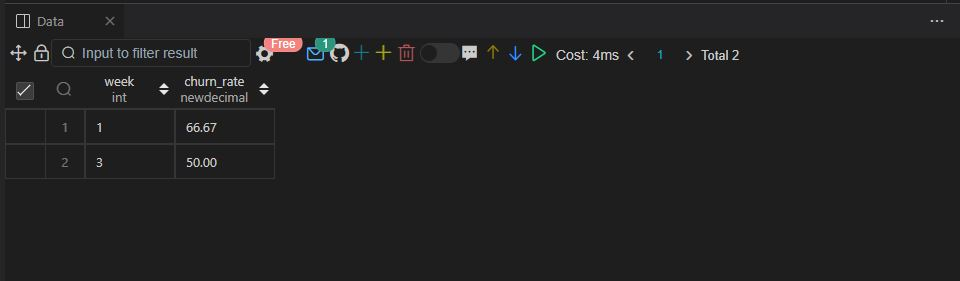 Data
Input to filter result
Free
1
Cost: 4ms
1
Total 2
week churn_rate
int newdecimal
1 1 66.67
2 3 50.00